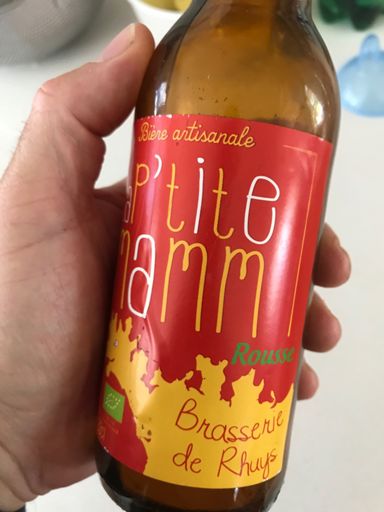 Bière artisanale
P'tite
mamm
Rousse
Brasserie
de Rhuys